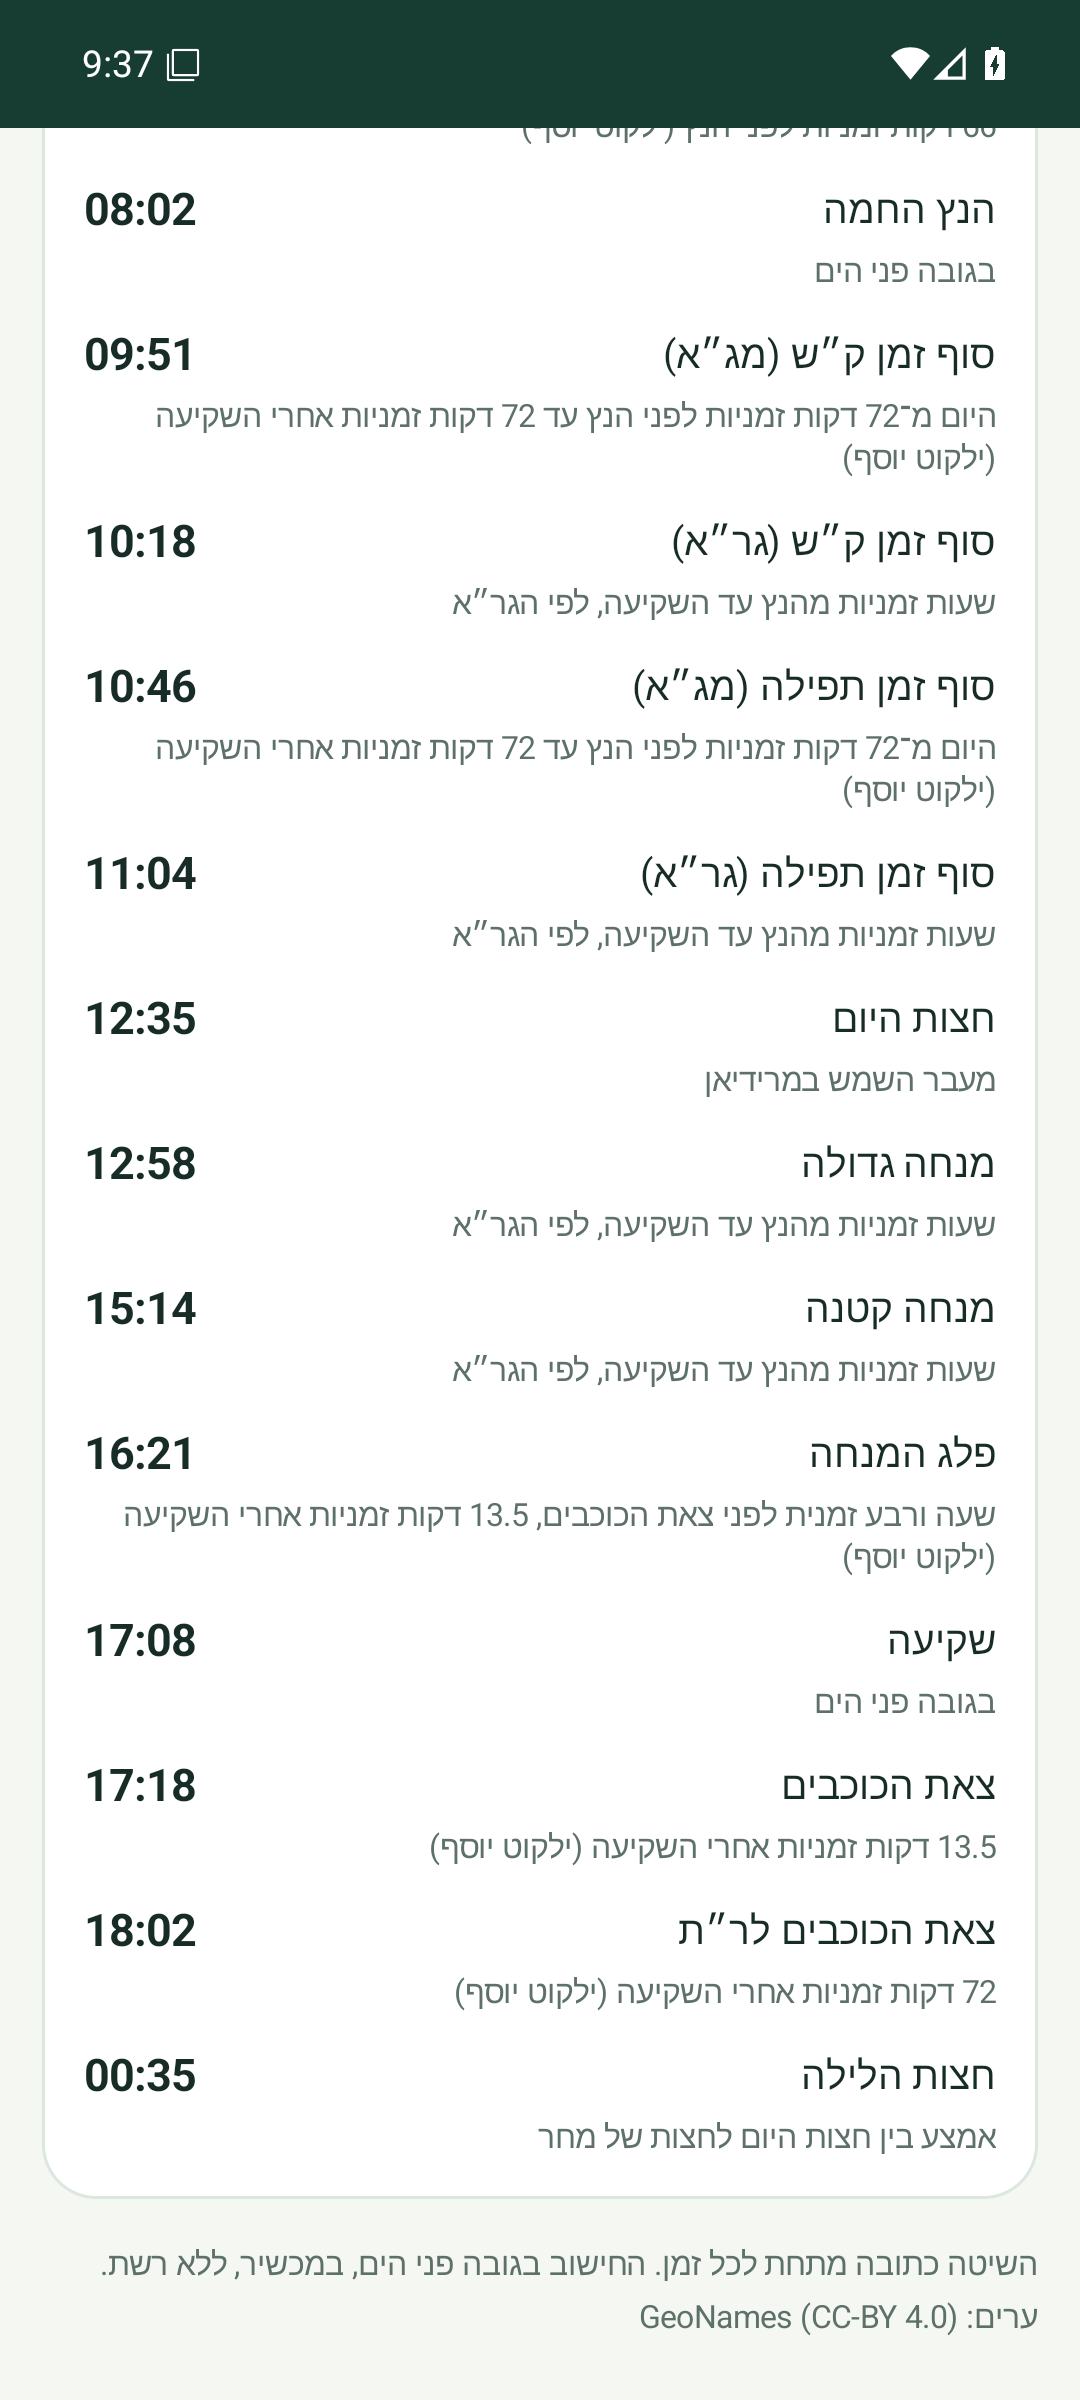 9:37
60 דקות זמניות לפני הנץ (ילקוט יוסף)
הנץ החמה 08:02
בגובה פני הים
סוף זמן ק״ש (מג״א) 09:51
היום מ־72 דקות זמניות לפני הנץ עד 72 דקות זמניות אחרי השקיעה
(ילקוט יוסף)
סוף זמן ק״ש (גר״א) 10:18
שעות זמניות מהנץ עד השקיעה, לפי הגר״א
סוף זמן תפילה (מג״א) 10:46
היום מ־72 דקות זמניות לפני הנץ עד 72 דקות זמניות אחרי השקיעה
(ילקוט יוסף)
סוף זמן תפילה (גר״א) 11:04
שעות זמניות מהנץ עד השקיעה, לפי הגר״א
חצות היום 12:35
מעבר השמש במרידיאן
מנחה גדולה 12:58
שעות זמניות מהנץ עד השקיעה, לפי הגר״א
מנחה קטנה 15:14
שעות זמניות מהנץ עד השקיעה, לפי הגר״א
פלג המנחה 16:21
שעה ורבע זמנית לפני צאת הכוכבים, 13.5 דקות זמניות אחרי השקיעה
(ילקוט יוסף)
שקיעה 17:08
בגובה פני הים
צאת הכוכבים 17:18
13.5 דקות זמניות אחרי השקיעה (ילקוט יוסף)
צאת הכוכבים לר״ת 18:02
72 דקות זמניות אחרי השקיעה (ילקוט יוסף)
חצות הלילה 00:35
אמצע בין חצות היום לחצות של מחר
השיטה כתובה מתחת לכל זמן. החישוב בגובה פני הים, במכשיר, ללא רשת.
ערים: GeoNames (CC-BY 4.0)